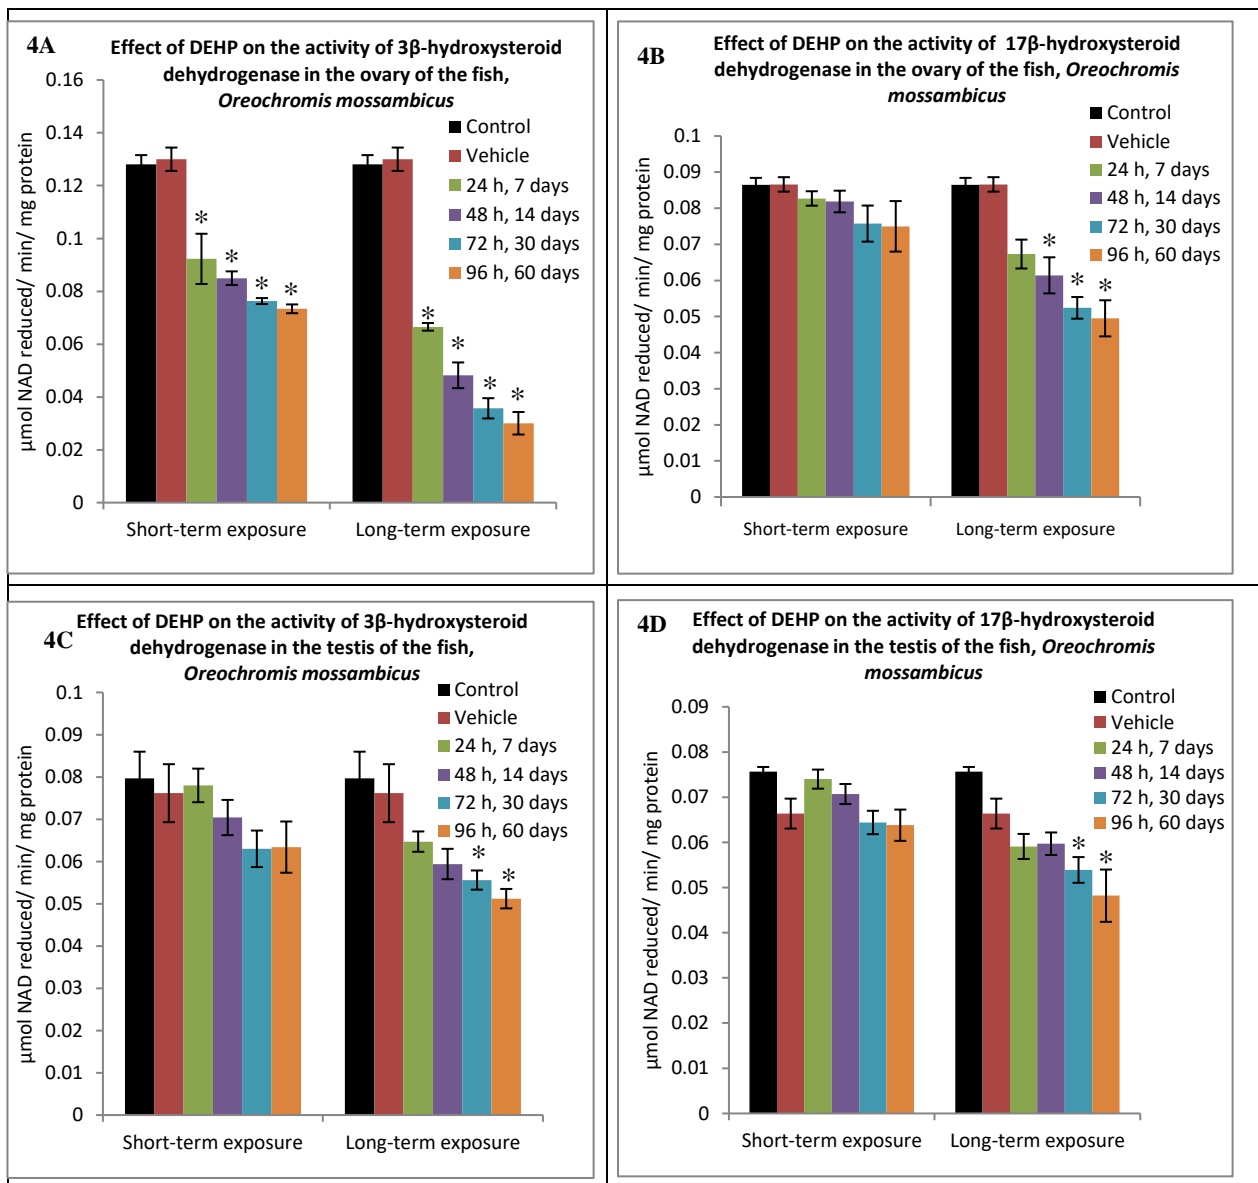 4A
Effect of DEHP on the activity of 3β-hydroxysteroid
dehydrogenase in the ovary of the fish,
Oreochromis mossambicus
µmol NAD reduced/ min/ mg protein
0.16
0.14
0.12
0.1
0.08
0.06
0.04
0.02
0
Control
Vehicle
24 h, 7 days
48 h, 14 days
72 h, 30 days
96 h, 60 days
* * * *
* * * *
Short-term exposure
Long-term exposure
4B
Effect of DEHP on the activity of 17β-hydroxysteroid
dehydrogenase in the ovary of the fish, Oreochromis
mossambicus
µmol NAD reduced/ min/ mg protein
0.1
0.09
0.08
0.07
0.06
0.05
0.04
0.03
0.02
0.01
0
Control
Vehicle
24 h, 7 days
48 h, 14 days
72 h, 30 days
96 h, 60 days
* * *
Short-term exposure
Long-term exposure
4C
Effect of DEHP on the activity of 3β-hydroxysteroid
dehydrogenase in the testis of the fish,
Oreochromis mossambicus
µmol NAD reduced/ min/ mg protein
0.1
0.09
0.08
0.07
0.06
0.05
0.04
0.03
0.02
0.01
0
Control
Vehicle
24 h, 7 days
48 h, 14 days
72 h, 30 days
96 h, 60 days
* *
Short-term exposure
Long-term exposure
4D
Effect of DEHP on the activity of 17β-hydroxysteroid
dehydrogenase in the testis of the fish, Oreochromis
mossambicus
µmol NAD reduced/ min/ mg protein
0.09
0.08
0.07
0.06
0.05
0.04
0.03
0.02
0.01
0
Control
Vehicle
24 h, 7 days
48 h, 14 days
72 h, 30 days
96 h, 60 days
* *
Short-term exposure
Long-term exposure